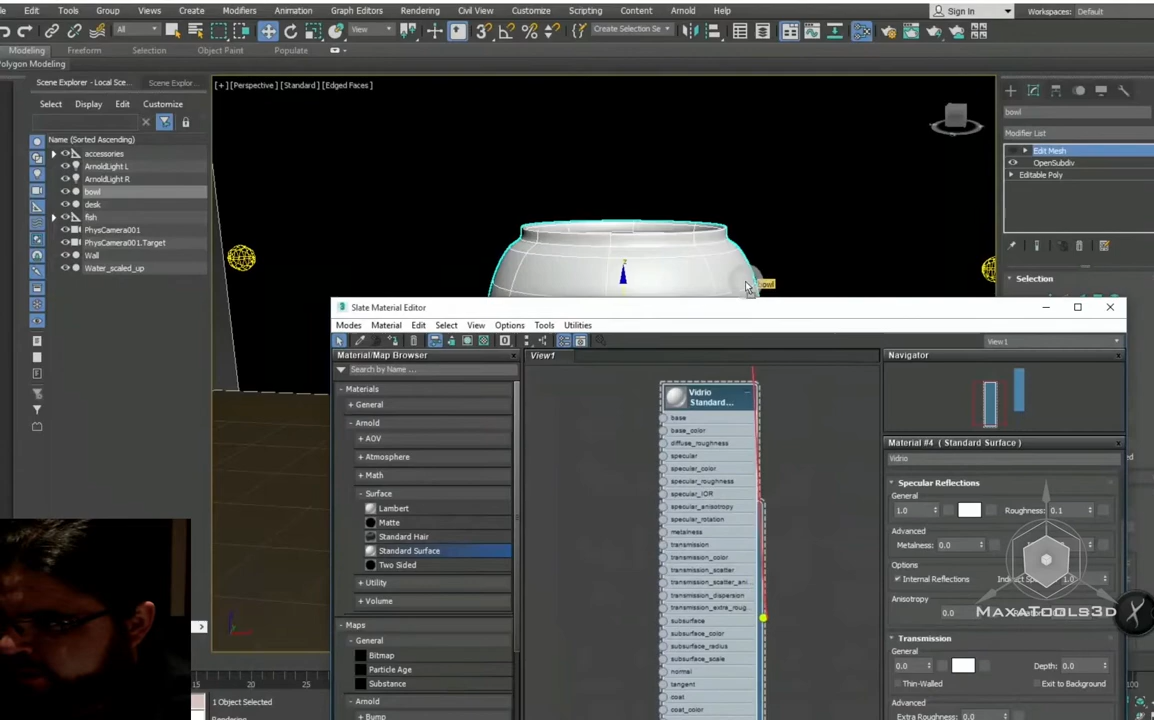 Edit Tools Group Views Create Modifiers Animation Graph Editors Rendering Civil View Customize Scripting Content Arnold Help Sign In Workspaces: Default
All View Create Selection Se
Modeling Freeform Selection Object Paint Populate
Polygon Modeling
Scene Explorer - Local Sce... Scene Explor...
[+] [Perspective] [Standard] [Edged Faces]
Select Display Edit Customize
bowl
Name (Sorted Ascending)
Modifier List
accessories
Edit Mesh
ArnoldLight L
OpenSubdiv
ArnoldLight R
Editable Poly
bowl
desk
fish
PhysCamera001
PhysCamera001.Target
Wall
Water_scaled_up
Selection
bowl
Slate Material Editor
Modes Material Edit Select View Options Tools Utilities
View1
Material/Map Browser
View1
Navigator
Search by Name ...
Materials
General
Arnold
AOV
Atmosphere
Math
Surface
Lambert
Matte
Standard Hair
Standard Surface
Two Sided
Utility
Volume
Maps
General
Bitmap
Particle Age
Substance
Arnold
Bump
Vidrio
Standard...
base
base_color
diffuse_roughness
specular
specular_color
specular_roughness
specular_IOR
specular_anisotropy
specular_rotation
metalness
transmission
transmission_color
transmission_scatter
transmission_scatter_ani...
transmission_dispersion
transmission_extra_roug...
subsurface
subsurface_color
subsurface_radius
subsurface_scale
normal
tangent
coat
coat_color
Material #4 ( Standard Surface )
Vidrio
Specular Reflections
General
1.0 Roughness: 0.1
Advanced
Metalness: 0.0
Options
Internal Reflections 1.0
Anisotropy
0.0
MAXATOOLS3D
Transmission
General
0.0 Depth: 0.0
Thin-Walled Exit to Background
Advanced
Extra Roughness: 0.0
15 20 25
130
1 Object Selected